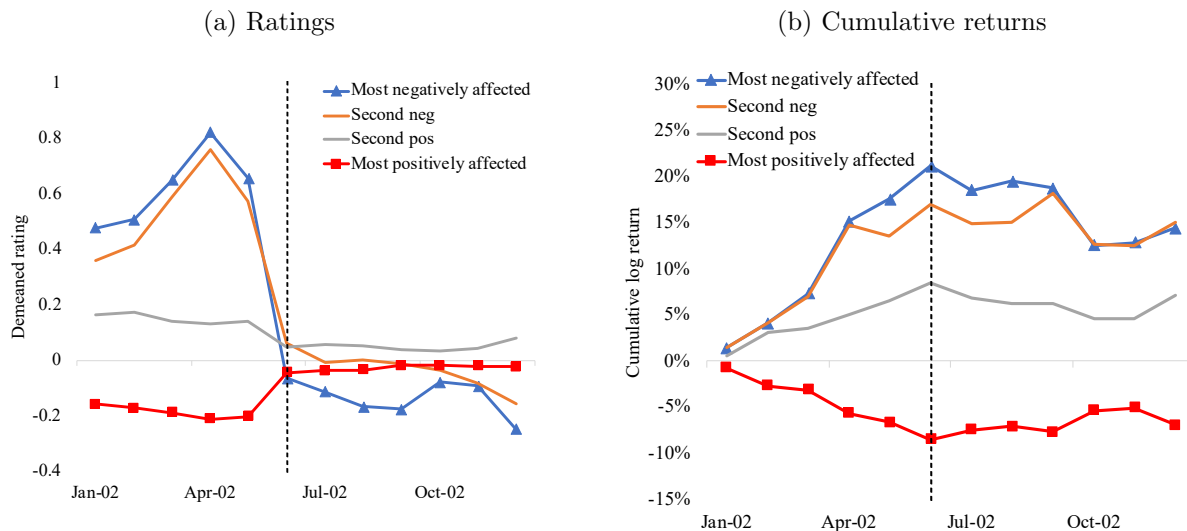 (a) Ratings
1
0.8
0.6
0.4
0.2
0
-0.2
-0.4
Demeaned rating
Most negatively affected
Second neg
Second pos
Most positively affected
Jan-02
Apr-02
Jul-02
Oct-02
(b) Cumulative returns
30%
25%
20%
15%
10%
5%
0%
-5%
-10%
-15%
Cumulative log return
Most negatively affected
Second neg
Second pos
Most positively affected
Jan-02
Apr-02
Jul-02
Oct-02